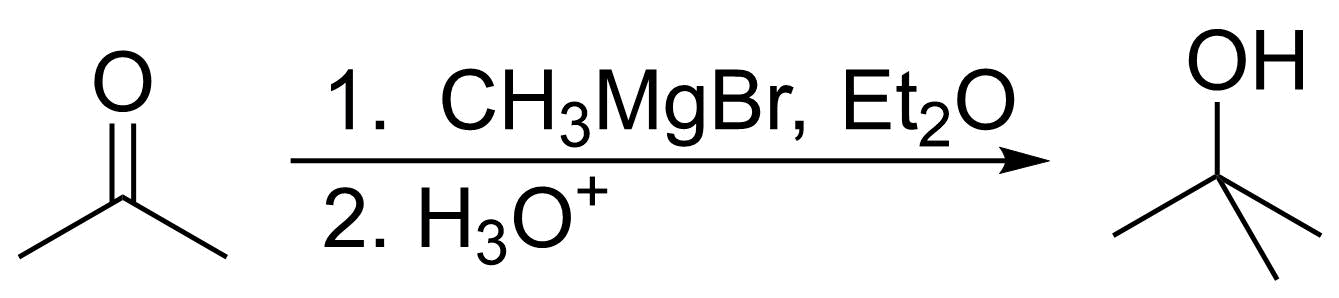 O
1. CH₃MgBr, Et₂O
2. H₃O⁺
OH